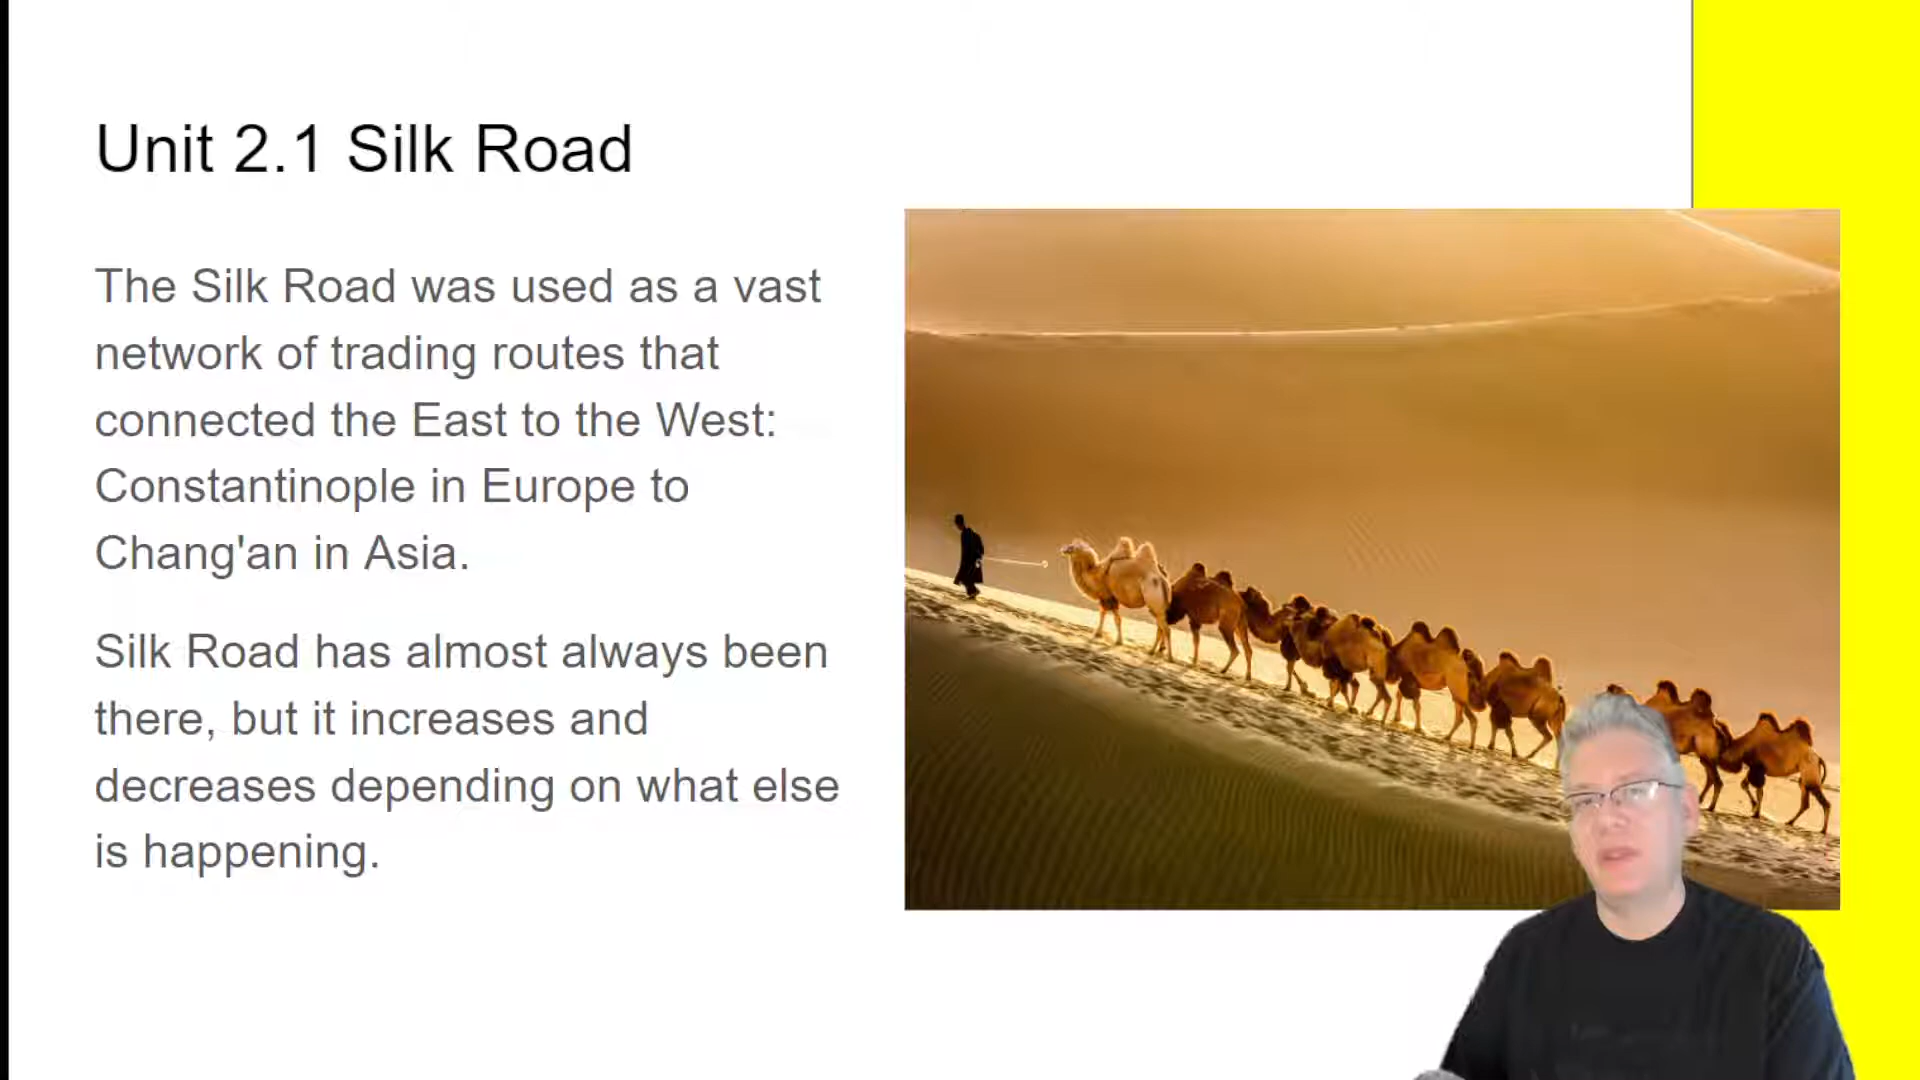 Unit 2.1 Silk Road
The Silk Road was used as a vast
network of trading routes that
connected the East to the West:
Constantinople in Europe to
Chang'an in Asia.
Silk Road has almost always been
there, but it increases and
decreases depending on what else
is happening.